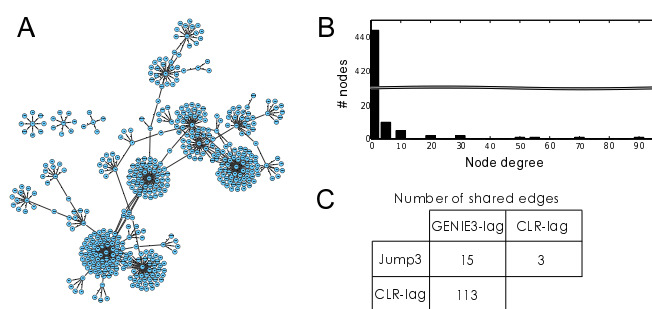 A
B
440
420
20
0
# nodes
0 10 20 30 40 50 60 70 80 90
Node degree
C
Number of shared edges
GENIE3-lag CLR-lag
Jump3 15 3
CLR-lag 113